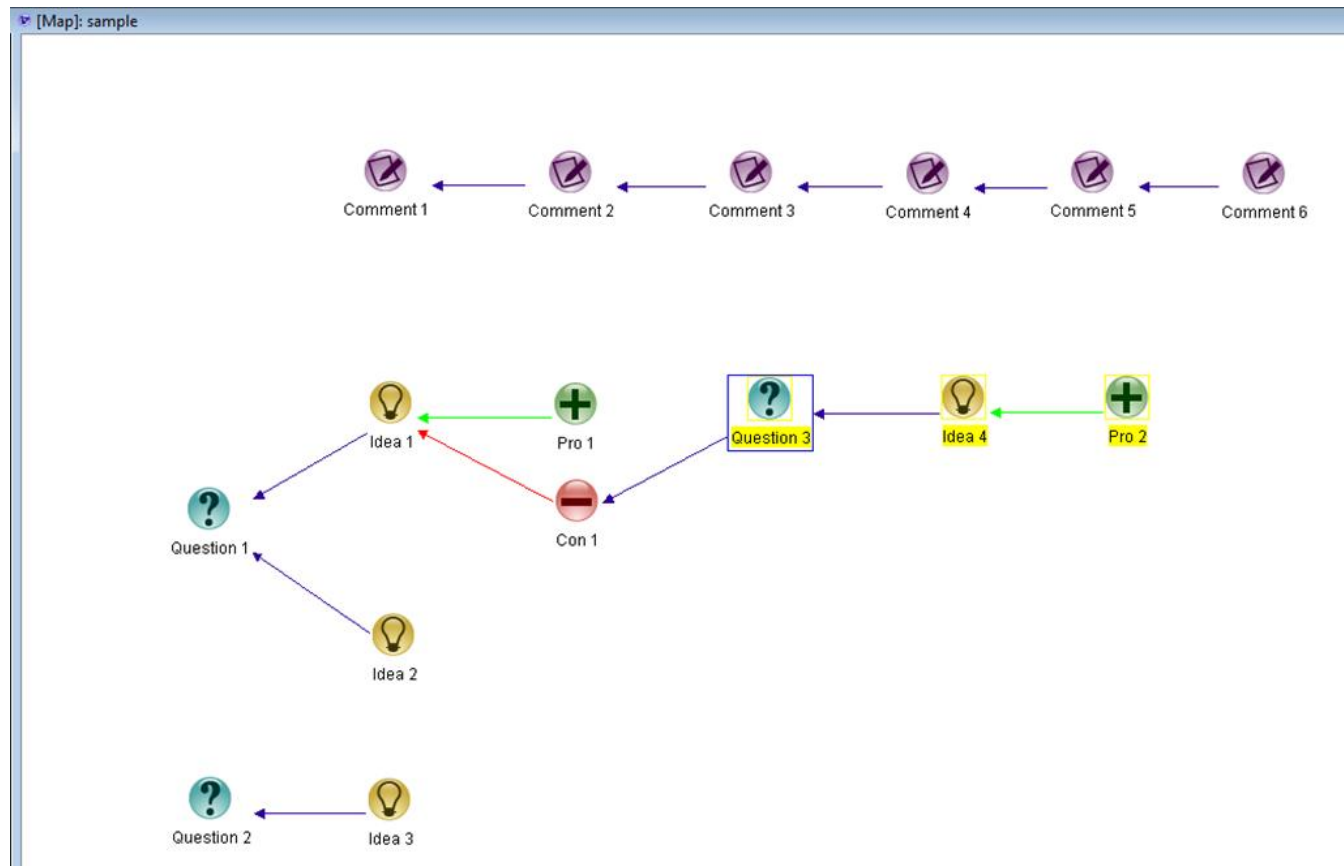 [Map]: sample
Comment 1
Comment 2
Comment 3
Comment 4
Comment 5
Comment 6
Idea 1
Pro 1
Question 3
Idea 4
Pro 2
Question 1
Con 1
Idea 2
Question 2
Idea 3